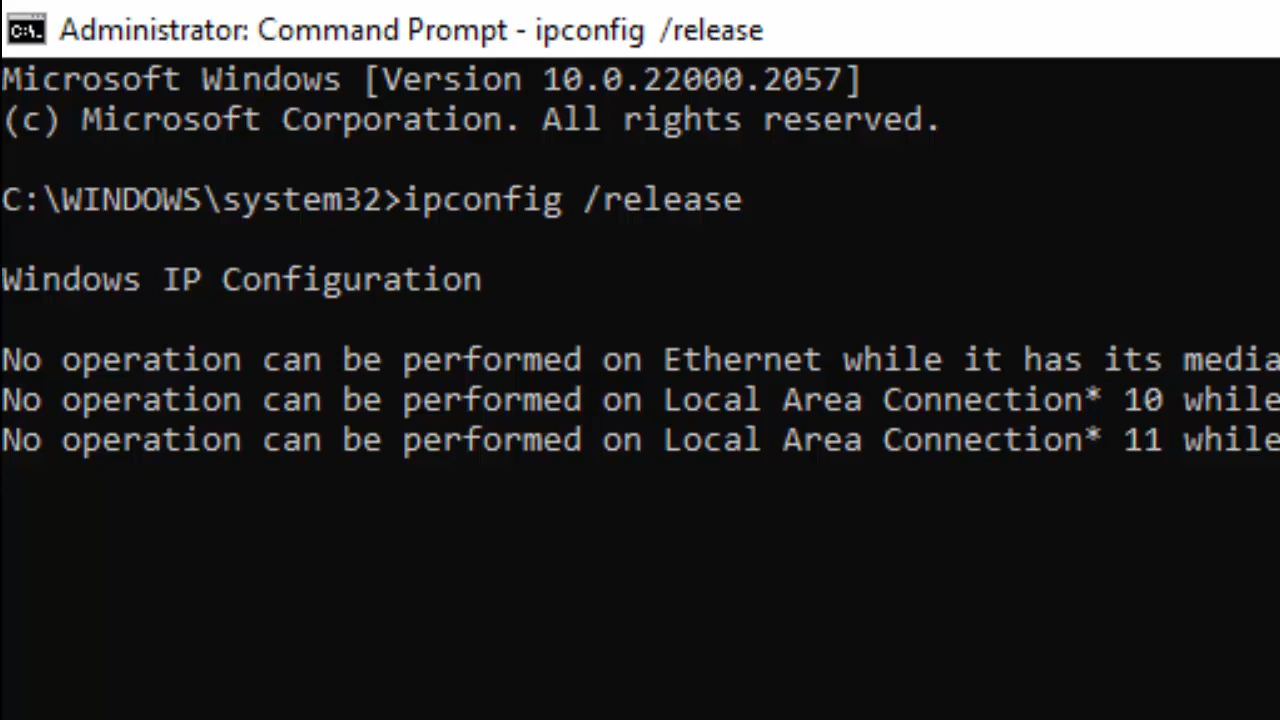 Administrator: Command Prompt - ipconfig  /release
Microsoft Windows [Version 10.0.22000.2057]
(c) Microsoft Corporation. All rights reserved.
C:\WINDOWS\system32>ipconfig /release
Windows IP Configuration
No operation can be performed on Ethernet while it has its media
No operation can be performed on Local Area Connection* 10 while
No operation can be performed on Local Area Connection* 11 while